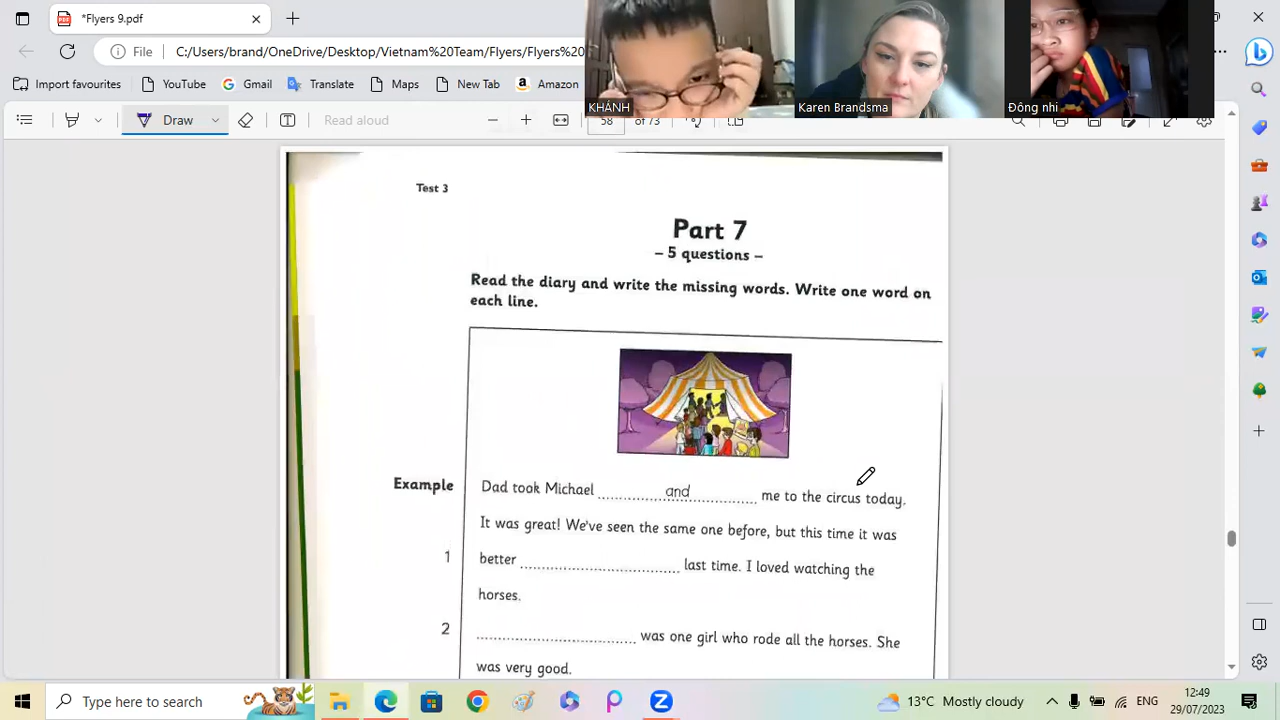 *Flyers 9.pdf
File
C:/Users/brand/OneDrive/Desktop/Vietnam%20Team/Flyers/Flyers%20
Import favourites
YouTube
Gmail
Translate
Maps
New Tab
Amazon
KHÁNH
Karen Brandsma
Đông nhi
Draw
Read aloud
58
of 73
Test 3
Part 7
– 5 questions –
Read the diary and write the missing words. Write one word on
each line.
Example
Dad took Michael and me to the circus today.
It was great! We've seen the same one before, but this time it was
1
better last time. I loved watching the
horses.
2
was one girl who rode all the horses. She
was very good.
Type here to search
13°C Mostly cloudy
ENG
12:49
29/07/2023